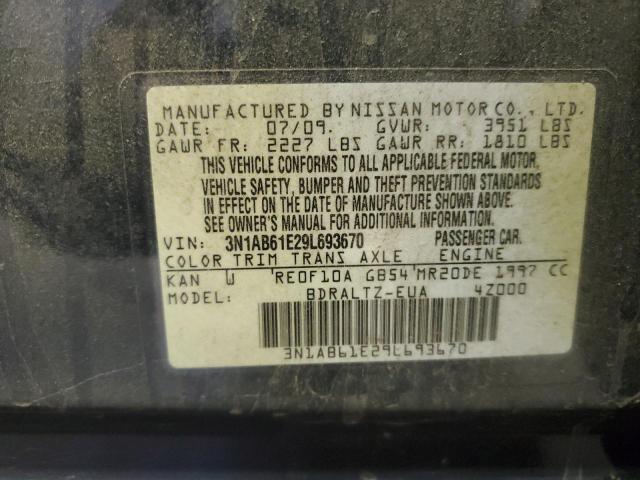 MANUFACTURED BY NISSAN MOTOR CO., LTD.
DATE: 07/09. GVWR: 3951 LBS
GAWR FR: 2227 LBS GAWR RR: 1810 LBS
THIS VEHICLE CONFORMS TO ALL APPLICABLE FEDERAL MOTOR.
VEHICLE SAFETY, BUMPER AND THEFT PREVENTION STANDARDS
IN EFFECT ON THE DATE OF MANUFACTURE SHOWN ABOVE.
SEE OWNER'S MANUAL FOR ADDITIONAL INFORMATION.
VIN: 3N1AB61E29L693670 PASSENGER CAR.
COLOR TRIM TRANS AXLE ENGINE
KAN W RE0F10A GB54 MR20DE 1997 CC
MODEL: BDRALTZ-EUA 4Z000
3N1AB61E29L693670